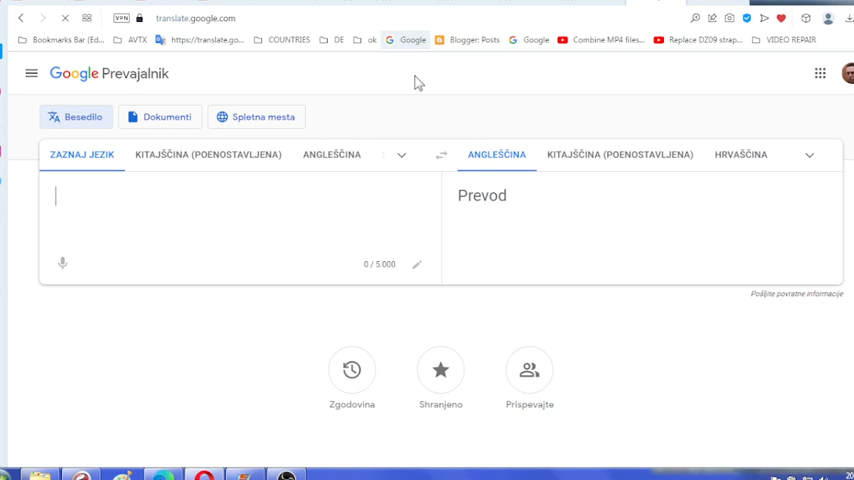 VPN translate.google.com
Bookmarks Bar (Ed... AVTX https://translate.go... COUNTRIES DE ok Google Blogger: Posts Google Combine MP4 files... Replace DZ09 strap... VIDEO REPAIR
Google Prevajalnik
Besedilo Dokumenti Spletna mesta
ZAZNAJ JEZIK KITAJŠČINA (POENOSTAVLJENA) ANGLEŠČINA ANGLEŠČINA KITAJŠČINA (POENOSTAVLJENA) HRVAŠČINA
Prevod
0 / 5.000
Pošljite povratne informacije
Zgodovina Shranjeno Prispevajte